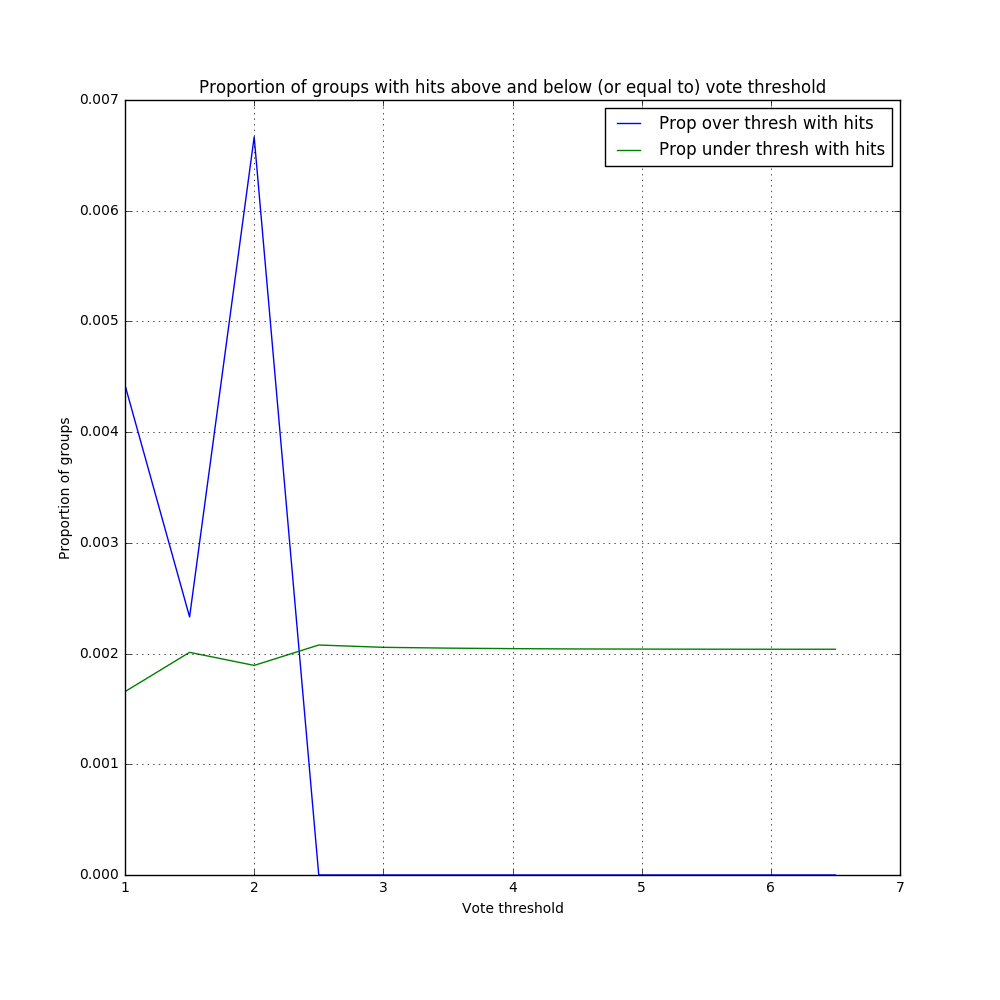 Proportion of groups with hits above and below (or equal to) vote threshold
Prop over thresh with hits
Prop under thresh with hits
0.007
0.006
0.005
0.004
0.003
0.002
0.001
0.000
Proportion of groups
1 2 3 4 5 6 7
Vote threshold